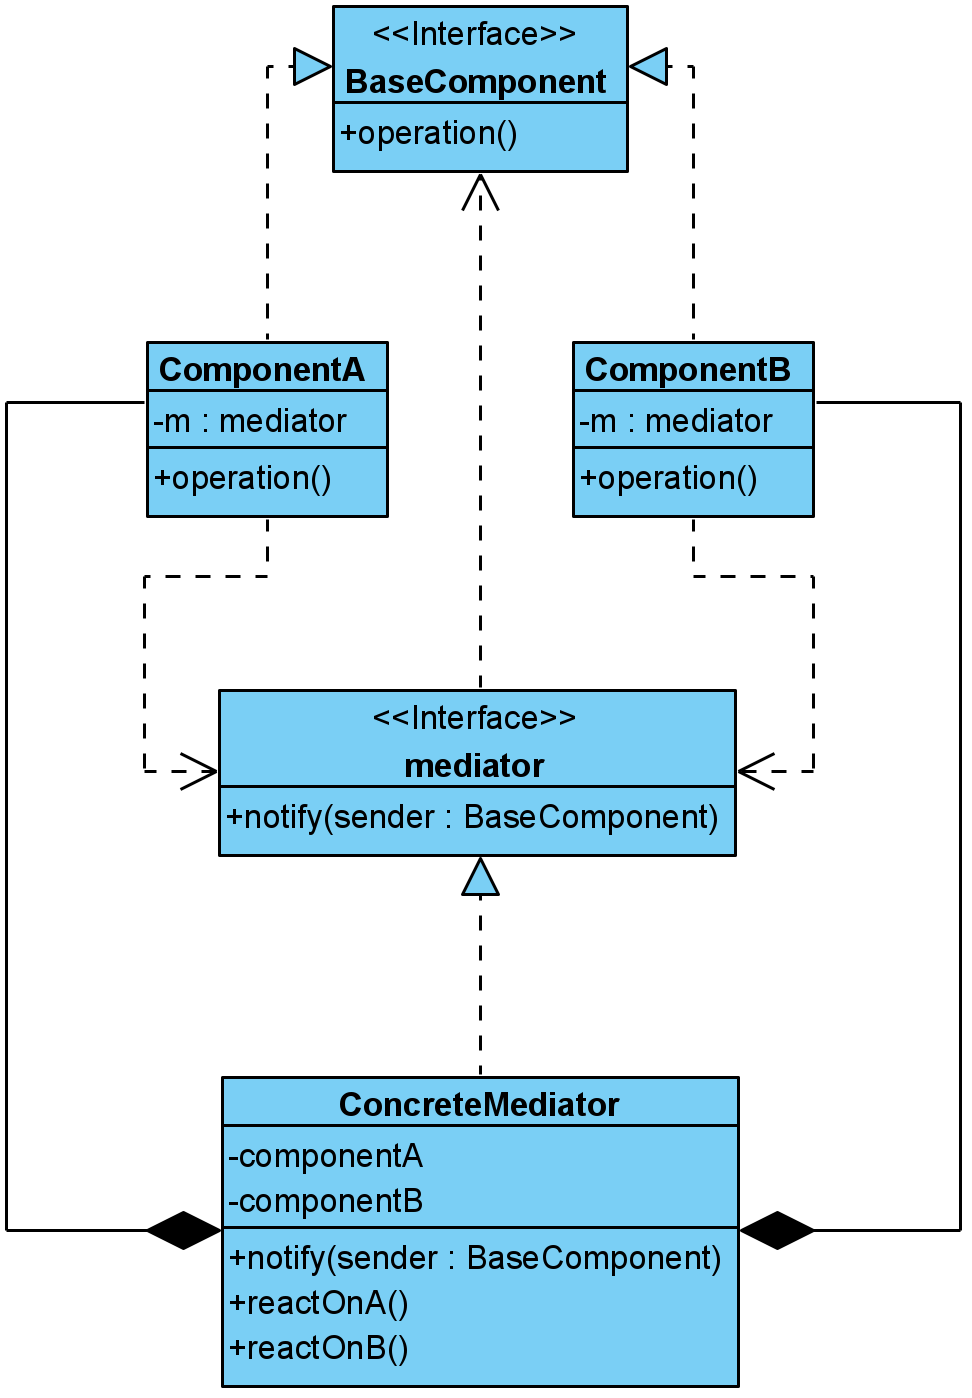 <<Interface>>
BaseComponent
+operation()
ComponentA
-m : mediator
+operation()
ComponentB
-m : mediator
+operation()
<<Interface>>
mediator
+notify(sender : BaseComponent)
ConcreteMediator
-componentA
-componentB
+notify(sender : BaseComponent)
+reactOnA()
+reactOnB()